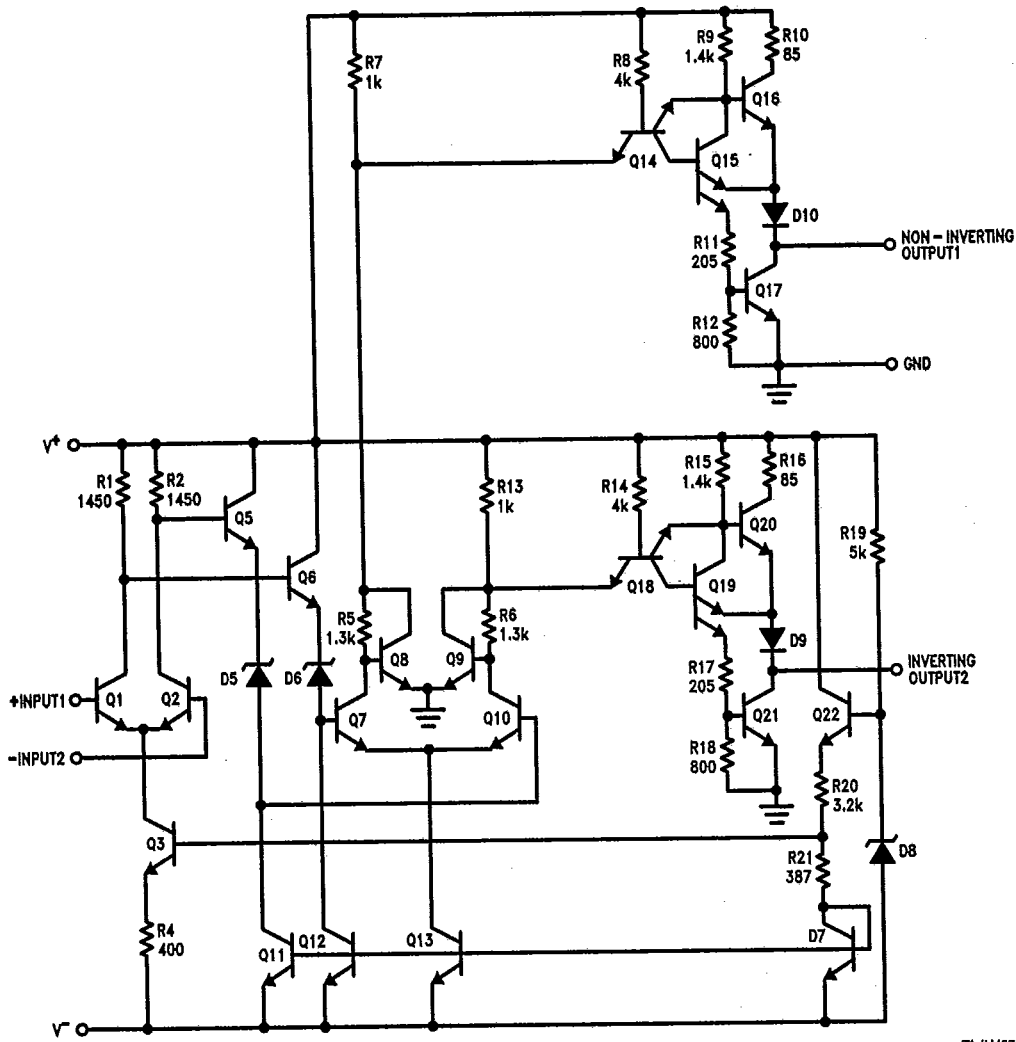 R7
1k
R8
4k
R9
1.4k
R10
85
Q16
Q14
Q15
D10
R11
205
NON-INVERTING
OUTPUT1
Q17
R12
800
GND
V+
R1
1450
R2
1450
Q5
Q6
R13
1k
R14
4k
R15
1.4k
R16
85
Q20
R19
5k
Q18
Q19
R5
1.3k
R6
1.3k
Q8
Q9
D9
D5
D6
R17
205
INVERTING
OUTPUT2
+INPUT1
Q1
Q2
Q7
Q10
Q21
Q22
-INPUT2
R18
800
R20
3.2k
Q3
R21
387
D8
R4
400
Q11
Q12
Q13
D7
V-